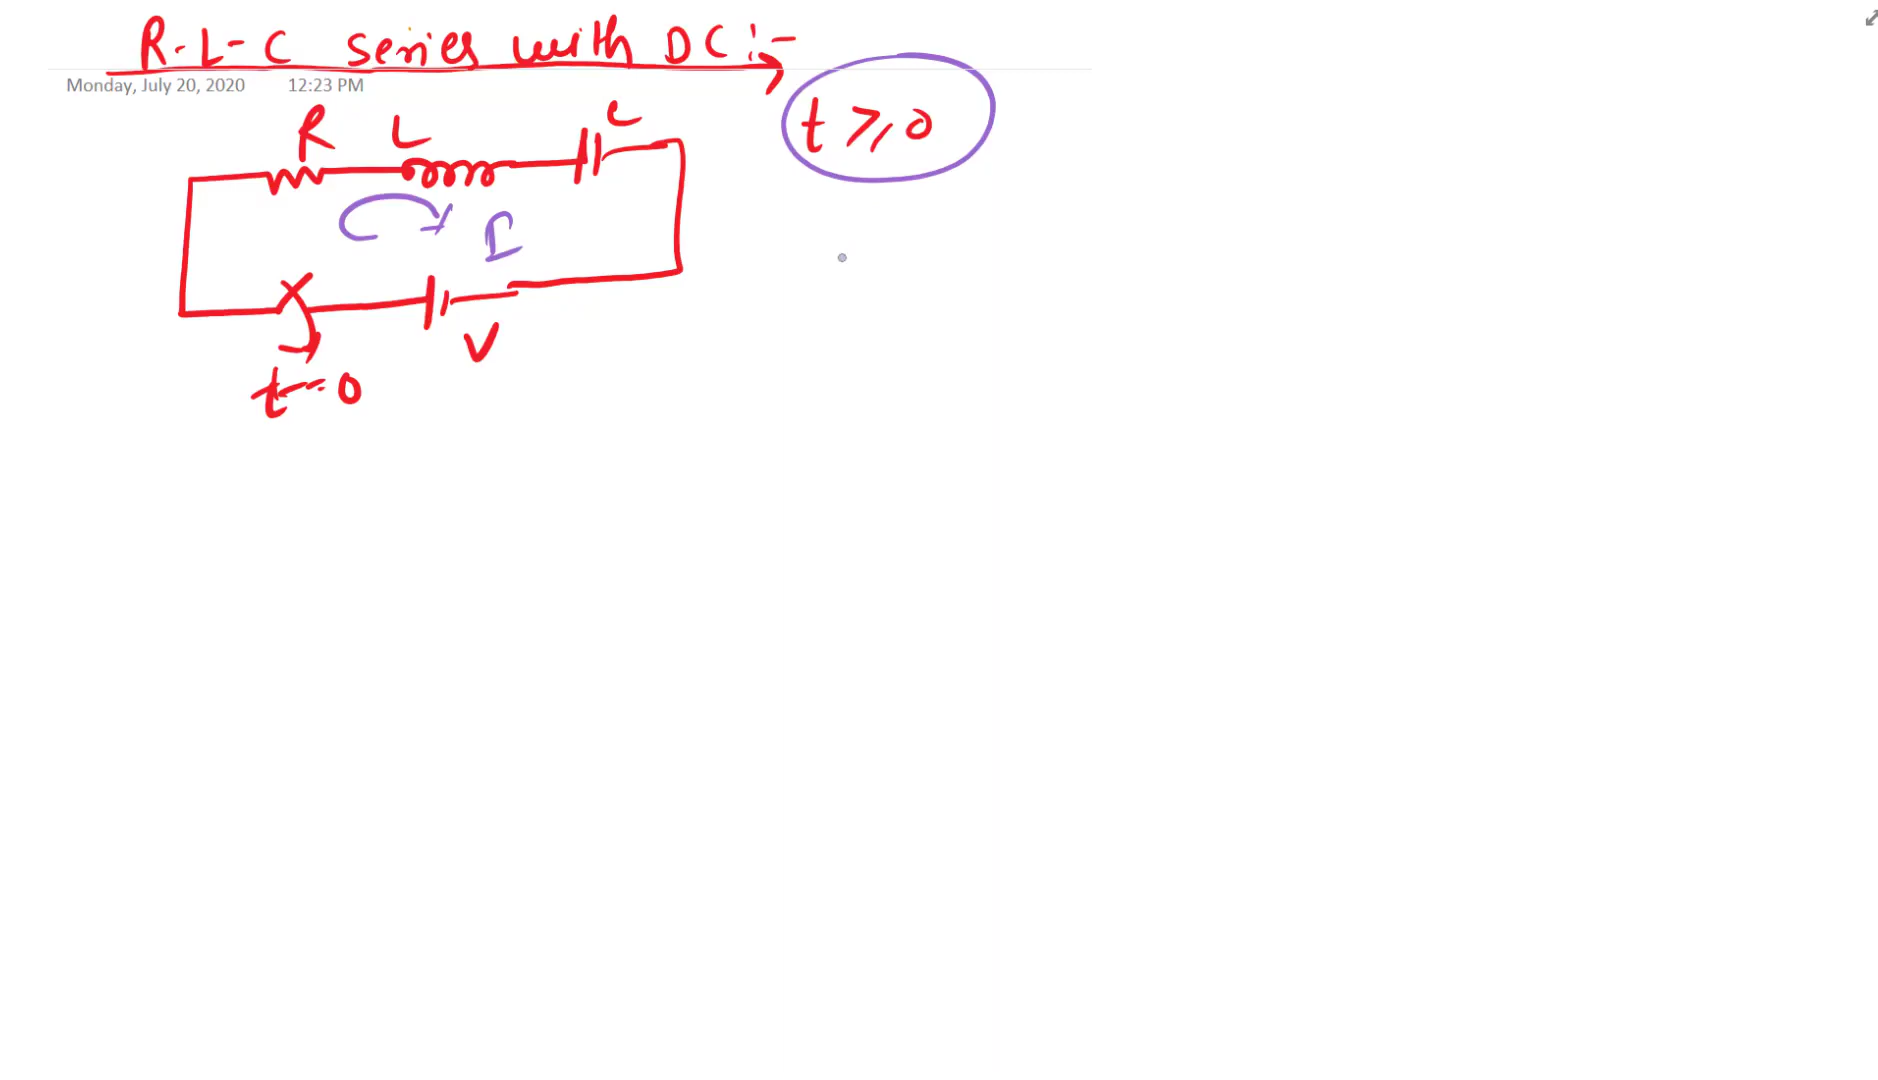 R-L-C series with DC:-
Monday, July 20, 2020 12:23 PM
t ≥ 0
R L C
I
V
t=0